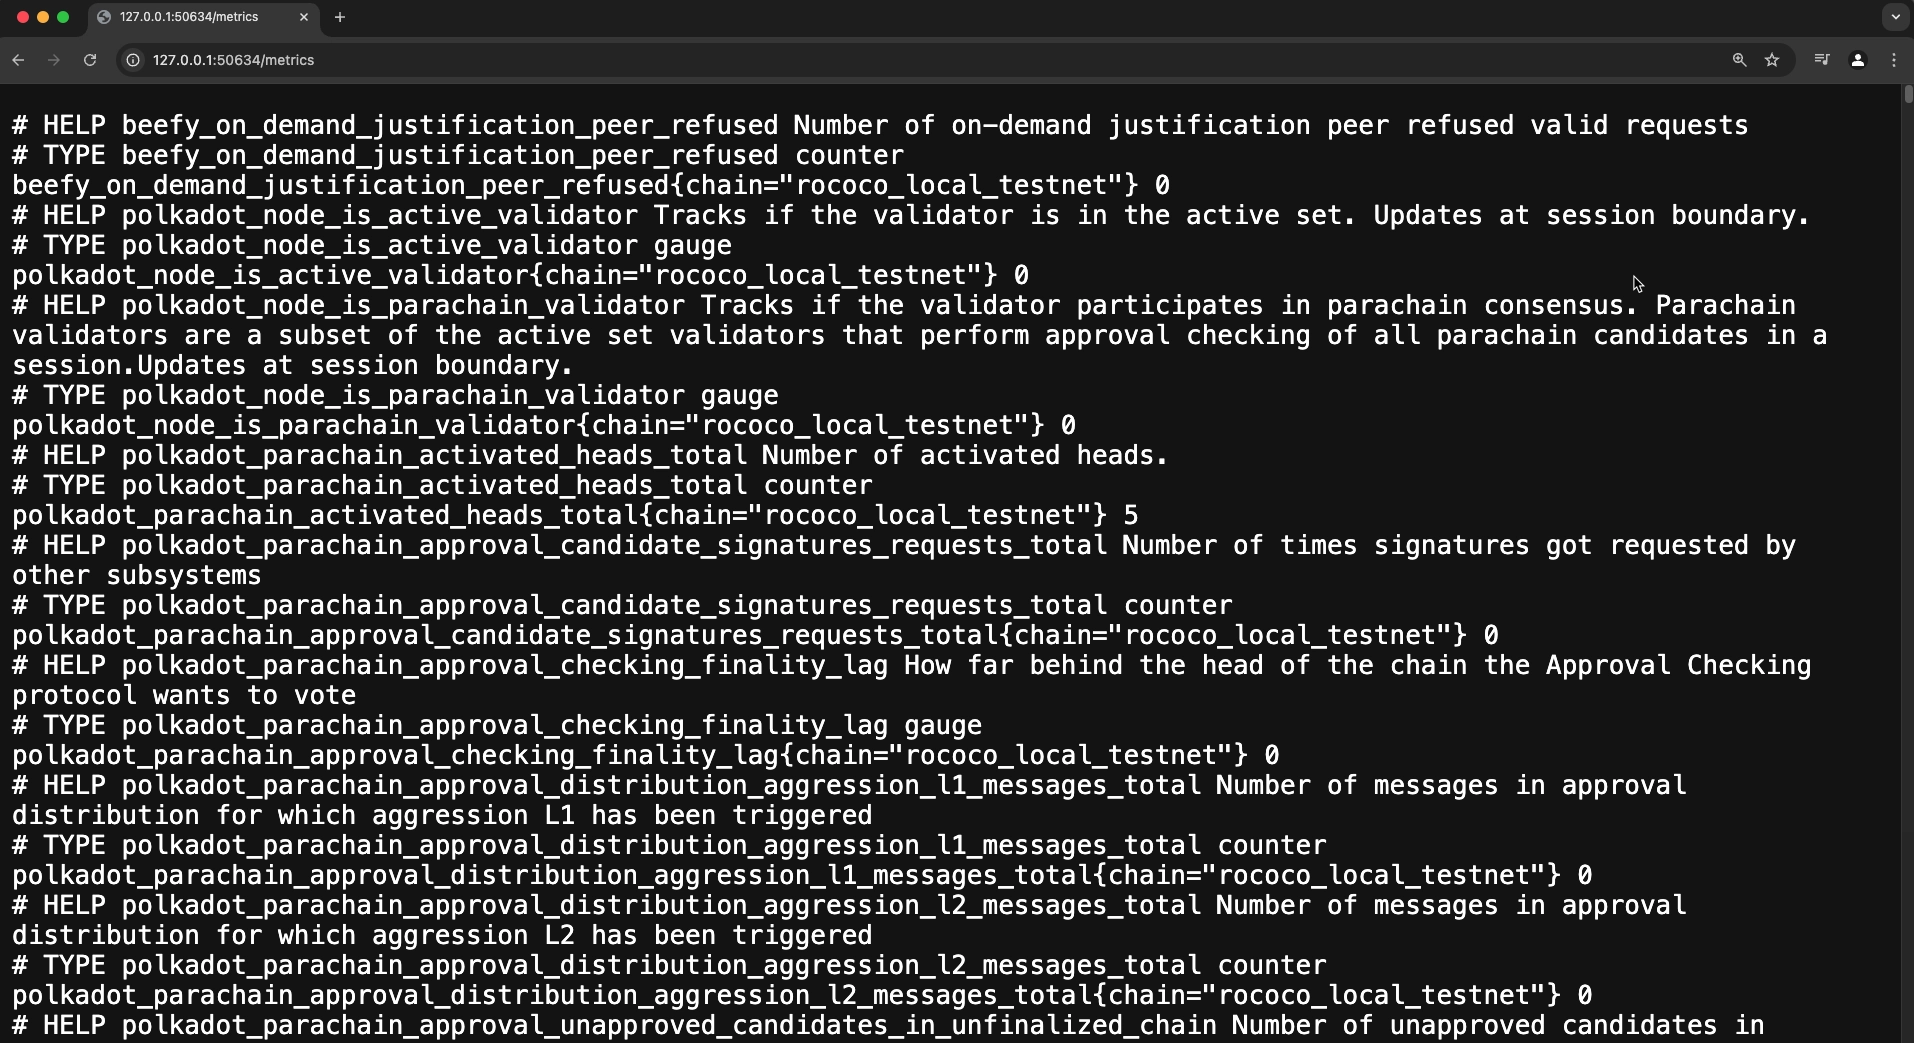 127.0.0.1:50634/metrics
127.0.0.1:50634/metrics
# HELP beefy_on_demand_justification_peer_refused Number of on-demand justification peer refused valid requests
# TYPE beefy_on_demand_justification_peer_refused counter
beefy_on_demand_justification_peer_refused{chain="rococo_local_testnet"} 0
# HELP polkadot_node_is_active_validator Tracks if the validator is in the active set. Updates at session boundary.
# TYPE polkadot_node_is_active_validator gauge
polkadot_node_is_active_validator{chain="rococo_local_testnet"} 0
# HELP polkadot_node_is_parachain_validator Tracks if the validator participates in parachain consensus. Parachain
validators are a subset of the active set validators that perform approval checking of all parachain candidates in a
session.Updates at session boundary.
# TYPE polkadot_node_is_parachain_validator gauge
polkadot_node_is_parachain_validator{chain="rococo_local_testnet"} 0
# HELP polkadot_parachain_activated_heads_total Number of activated heads.
# TYPE polkadot_parachain_activated_heads_total counter
polkadot_parachain_activated_heads_total{chain="rococo_local_testnet"} 5
# HELP polkadot_parachain_approval_candidate_signatures_requests_total Number of times signatures got requested by
other subsystems
# TYPE polkadot_parachain_approval_candidate_signatures_requests_total counter
polkadot_parachain_approval_candidate_signatures_requests_total{chain="rococo_local_testnet"} 0
# HELP polkadot_parachain_approval_checking_finality_lag How far behind the head of the chain the Approval Checking
protocol wants to vote
# TYPE polkadot_parachain_approval_checking_finality_lag gauge
polkadot_parachain_approval_checking_finality_lag{chain="rococo_local_testnet"} 0
# HELP polkadot_parachain_approval_distribution_aggression_l1_messages_total Number of messages in approval
distribution for which aggression L1 has been triggered
# TYPE polkadot_parachain_approval_distribution_aggression_l1_messages_total counter
polkadot_parachain_approval_distribution_aggression_l1_messages_total{chain="rococo_local_testnet"} 0
# HELP polkadot_parachain_approval_distribution_aggression_l2_messages_total Number of messages in approval
distribution for which aggression L2 has been triggered
# TYPE polkadot_parachain_approval_distribution_aggression_l2_messages_total counter
polkadot_parachain_approval_distribution_aggression_l2_messages_total{chain="rococo_local_testnet"} 0
# HELP polkadot_parachain_approval_unapproved_candidates_in_unfinalized_chain Number of unapproved candidates in